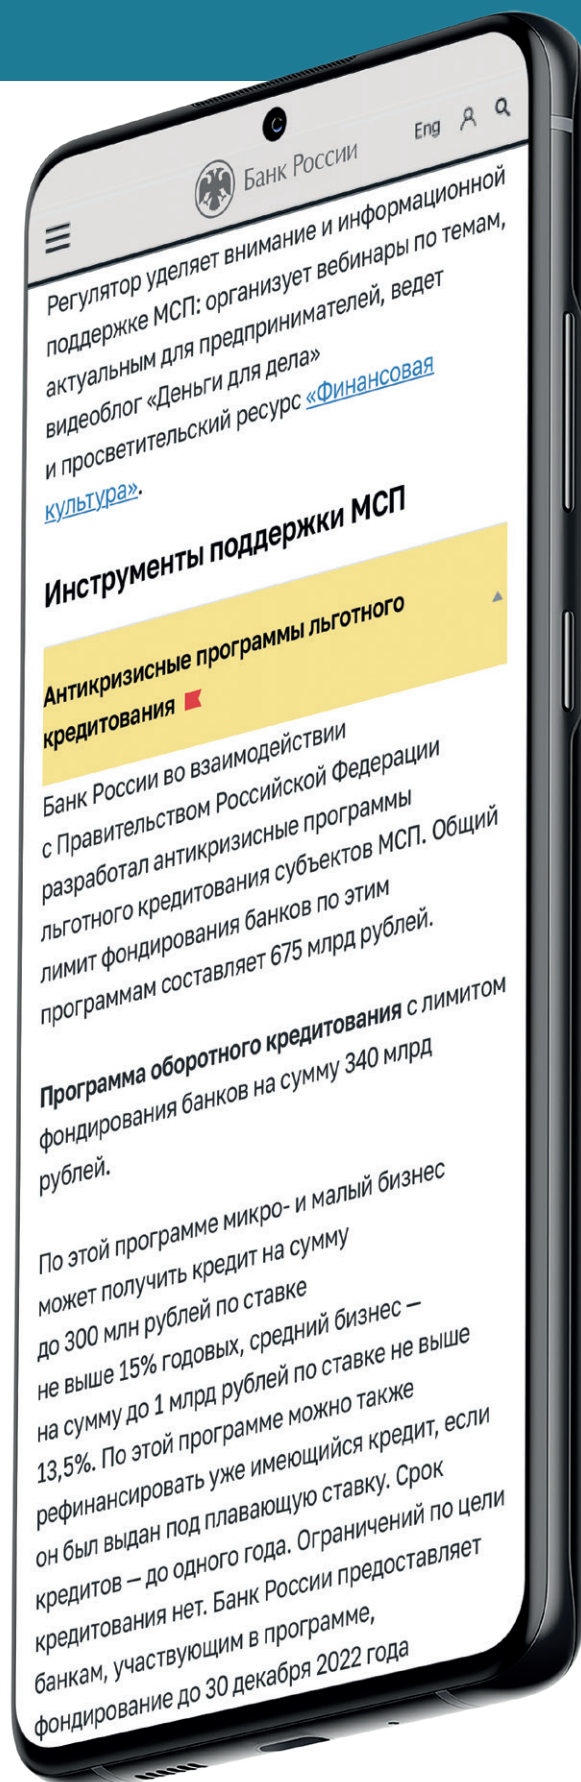 Банк России
Eng
Регулятор уделяет внимание и информационной
поддержке МСП: организует вебинары по темам,
актуальным для предпринимателей, ведет
видеоблог «Деньги для дела»
и просветительский ресурс «Финансовая
культура».
Инструменты поддержки МСП
Антикризисные программы льготного
кредитования
Банк России во взаимодействии
с Правительством Российской Федерации
разработал антикризисные программы
льготного кредитования субъектов МСП. Общий
лимит фондирования банков по этим
программам составляет 675 млрд рублей.
Программа оборотного кредитования с лимитом
фондирования банков на сумму 340 млрд
рублей.
По этой программе микро- и малый бизнес
может получить кредит на сумму
до 300 млн рублей по ставке
не выше 15% годовых, средний бизнес —
на сумму до 1 млрд рублей по ставке не выше
13,5%. По этой программе можно также
рефинансировать уже имеющийся кредит, если
он был выдан под плавающую ставку. Срок
кредитов — до одного года. Ограничений по цели
кредитования нет. Банк России предоставляет
банкам, участвующим в программе,
фондирование до 30 декабря 2022 года